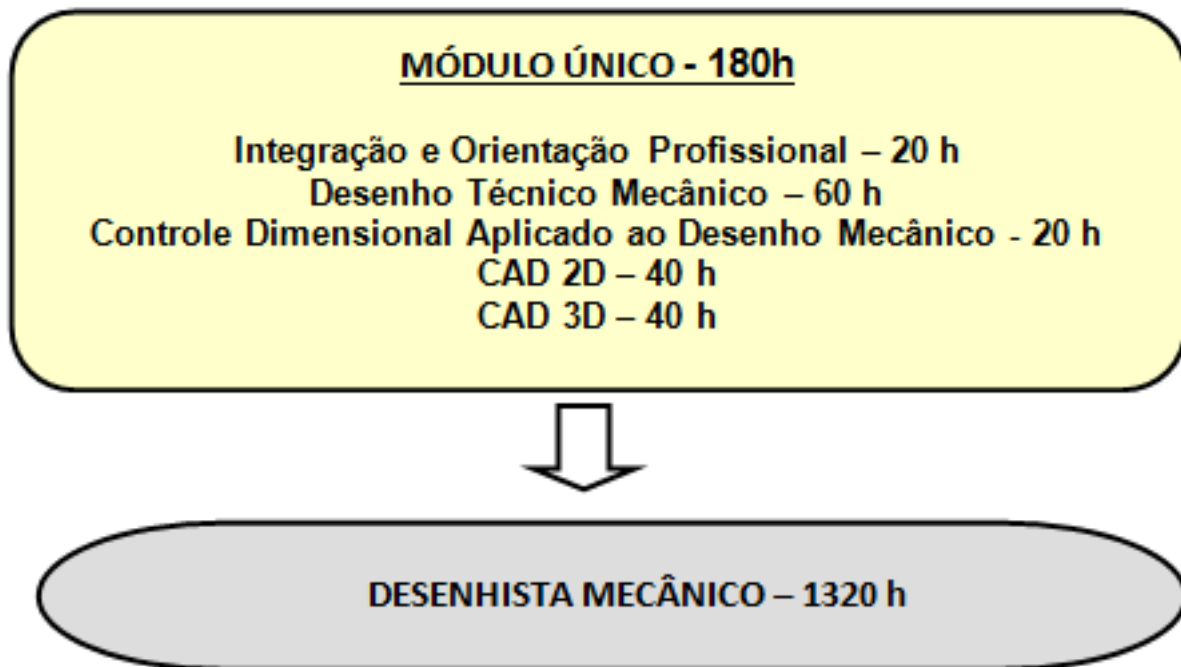 MÓDULO ÚNICO - 180h
Integração e Orientação Profissional – 20 h
Desenho Técnico Mecânico – 60 h
Controle Dimensional Aplicado ao Desenho Mecânico - 20 h
CAD 2D – 40 h
CAD 3D – 40 h
DESENHISTA MECÂNICO – 1320 h